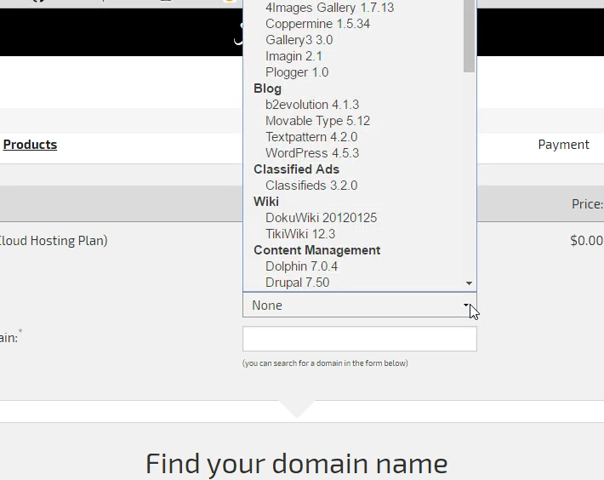 4Images Gallery 1.7.13
Coppermine 1.5.34
Gallery3 3.0
Imagin 2.1
Plogger 1.0
Blog
b2evolution 4.1.3
Movable Type 5.12
Textpattern 4.2.0
WordPress 4.5.3
Classified Ads
Classifieds 3.2.0
Wiki
DokuWiki 20120125
TikiWiki 12.3
Content Management
Dolphin 7.0.4
Drupal 7.50
Products
Payment
Price:
loud Hosting Plan)
$0.00
None
ain:*
(you can search for a domain in the form below)
Find your domain name